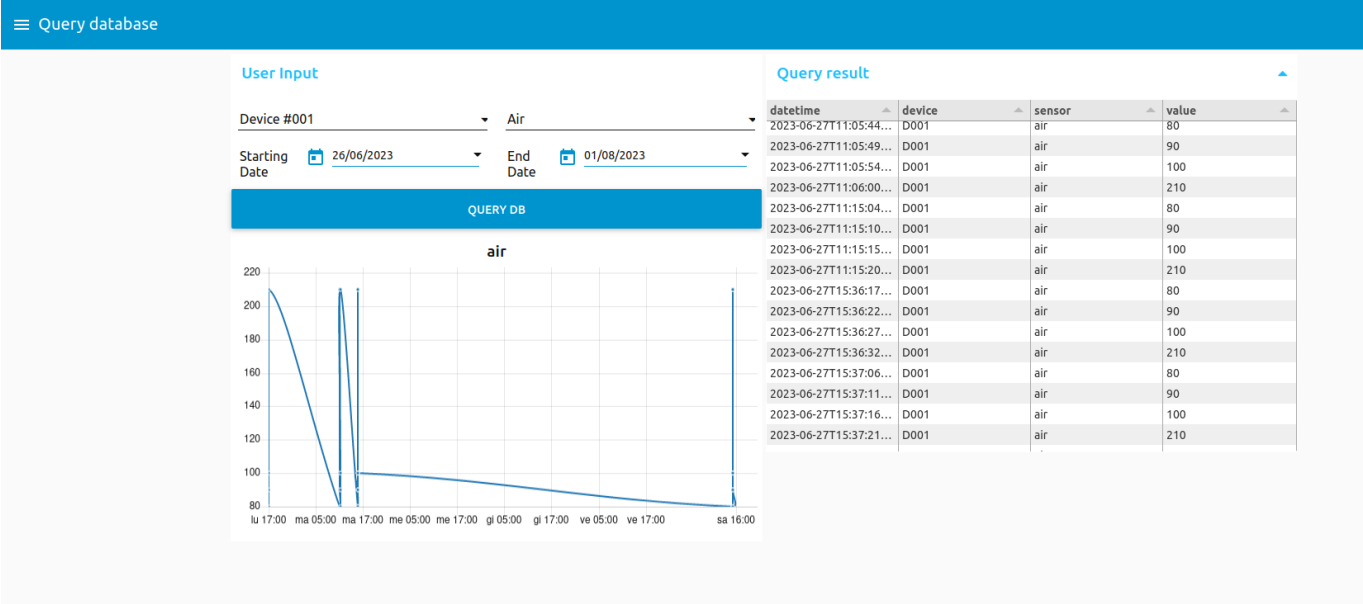 Query database
User Input
Device #001
Air
Starting Date
26/06/2023
End Date
01/08/2023
QUERY DB
air
220
200
180
160
140
120
100
80
lu 17:00 ma 05:00 ma 17:00 me 05:00 me 17:00 gi 05:00 gi 17:00 ve 05:00 ve 17:00 sa 16:00
Query result
datetime device sensor value
2023-06-27T11:05:44... D001 air 80
2023-06-27T11:05:49... D001 air 90
2023-06-27T11:05:54... D001 air 100
2023-06-27T11:06:00... D001 air 210
2023-06-27T11:15:04... D001 air 80
2023-06-27T11:15:10... D001 air 90
2023-06-27T11:15:15... D001 air 100
2023-06-27T11:15:20... D001 air 210
2023-06-27T15:36:17... D001 air 80
2023-06-27T15:36:22... D001 air 90
2023-06-27T15:36:27... D001 air 100
2023-06-27T15:36:32... D001 air 210
2023-06-27T15:37:06... D001 air 80
2023-06-27T15:37:11... D001 air 90
2023-06-27T15:37:16... D001 air 100
2023-06-27T15:37:21... D001 air 210